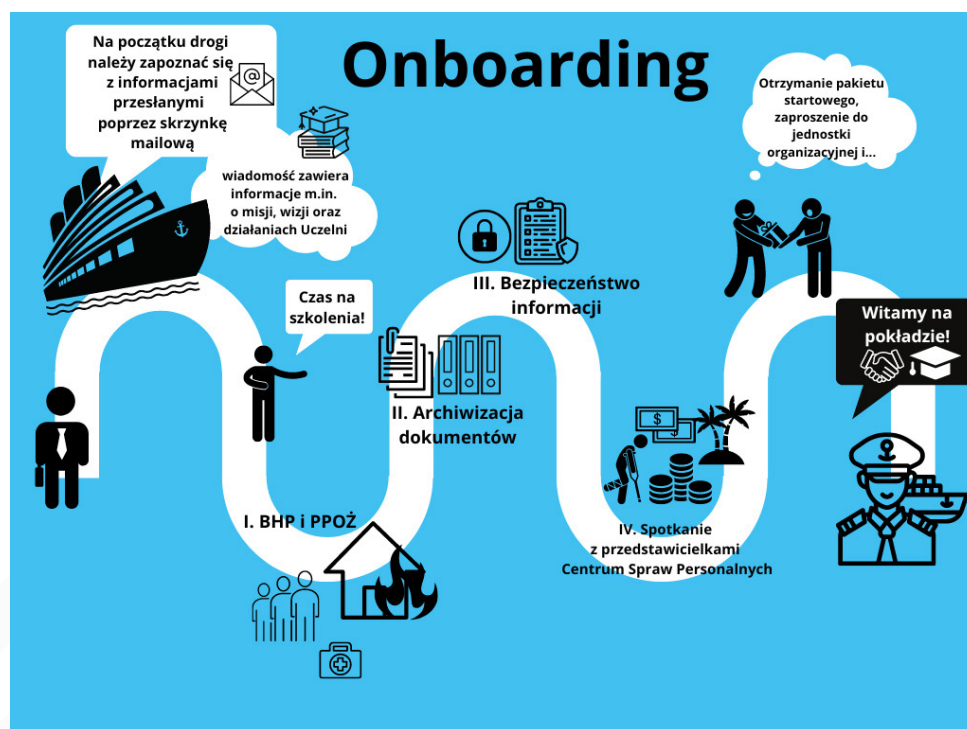 Onboarding
Na początku drogi
należy zapoznać się
z informacjami
przesłanymi
poprzez skrzynkę
mailową
@
wiadomość zawiera
informacje m.in.
o misji, wizji oraz
działaniach Uczelni
Czas na
szkolenia!
I. BHP i PPOŻ
II. Archiwizacja
dokumentów
III. Bezpieczeństwo
informacji
$
$
IV. Spotkanie
z przedstawicielkami
Centrum Spraw Personalnych
Otrzymanie pakietu
startowego,
zaproszenie do
jednostki
organizacyjnej i...
Witamy na
pokładzie!